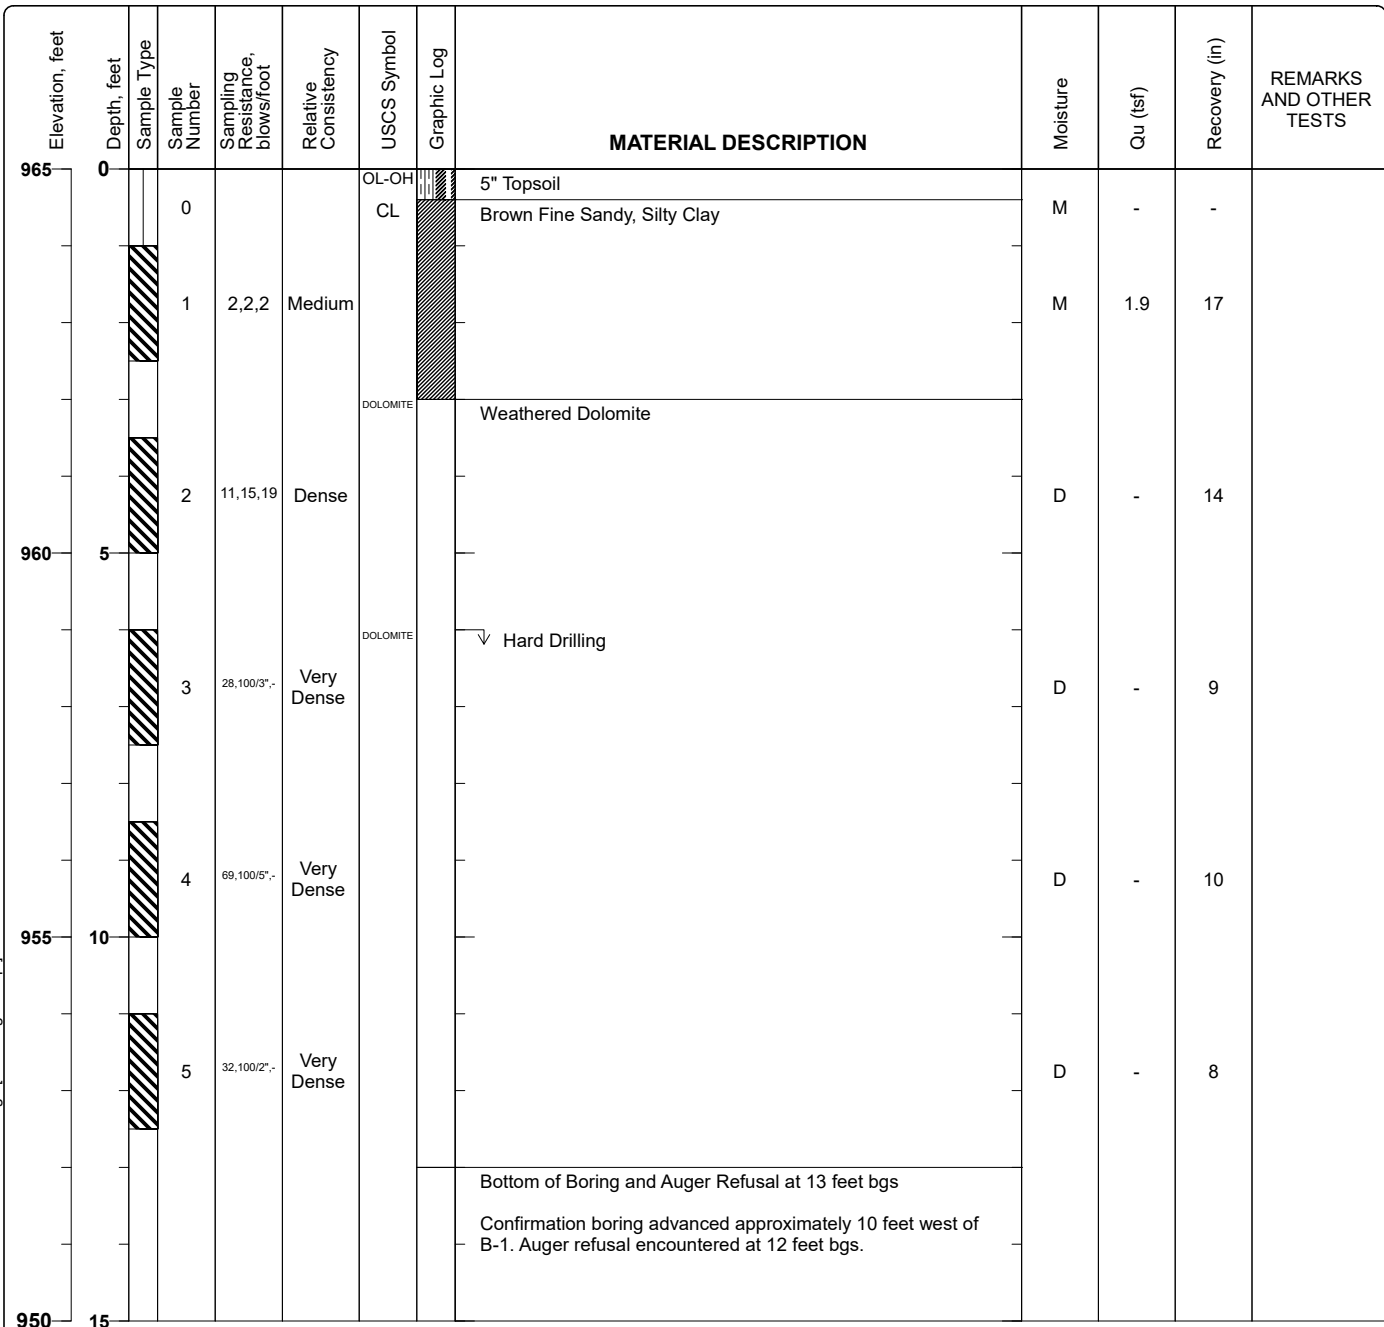 Elevation, feet
Depth, feet
Sample Type
Sample
Number
Sampling
Resistance,
blows/foot
Relative
Consistency
USCS Symbol
Graphic Log
MATERIAL DESCRIPTION
Moisture
Qu (tsf)
Recovery (in)
REMARKS
AND OTHER
TESTS
965 0
OL-OH 5" Topsoil
0 CL Brown Fine Sandy, Silty Clay M - -
1 2,2,2 Medium M 1.9 17
DOLOMITE Weathered Dolomite
2 11,15,19 Dense D - 14
960 5
DOLOMITE Hard Drilling
3 28,100/3",- Very
Dense D - 9
4 69,100/5",- Very
Dense D - 10
955 10
5 32,100/2",- Very
Dense D - 8
Bottom of Boring and Auger Refusal at 13 feet bgs
Confirmation boring advanced approximately 10 feet west of
B-1. Auger refusal encountered at 12 feet bgs.
950 15